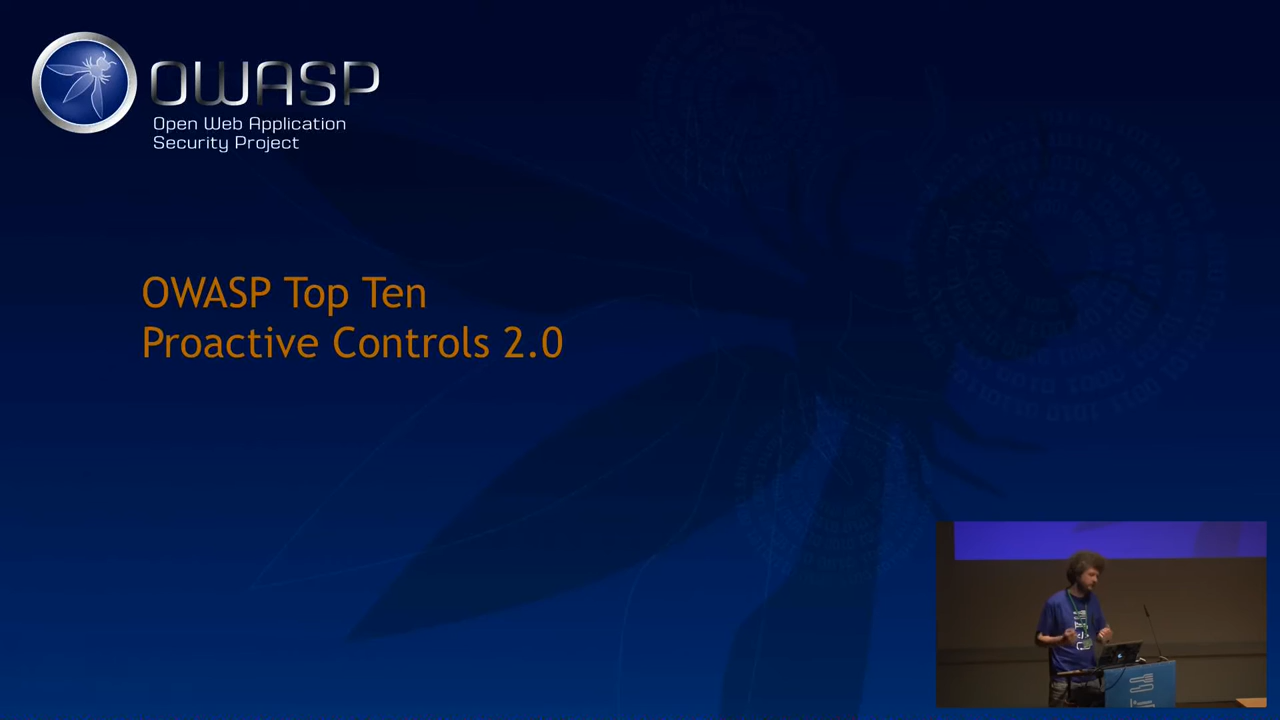 OWASP
Open Web Application
Security Project
OWASP Top Ten
Proactive Controls 2.0